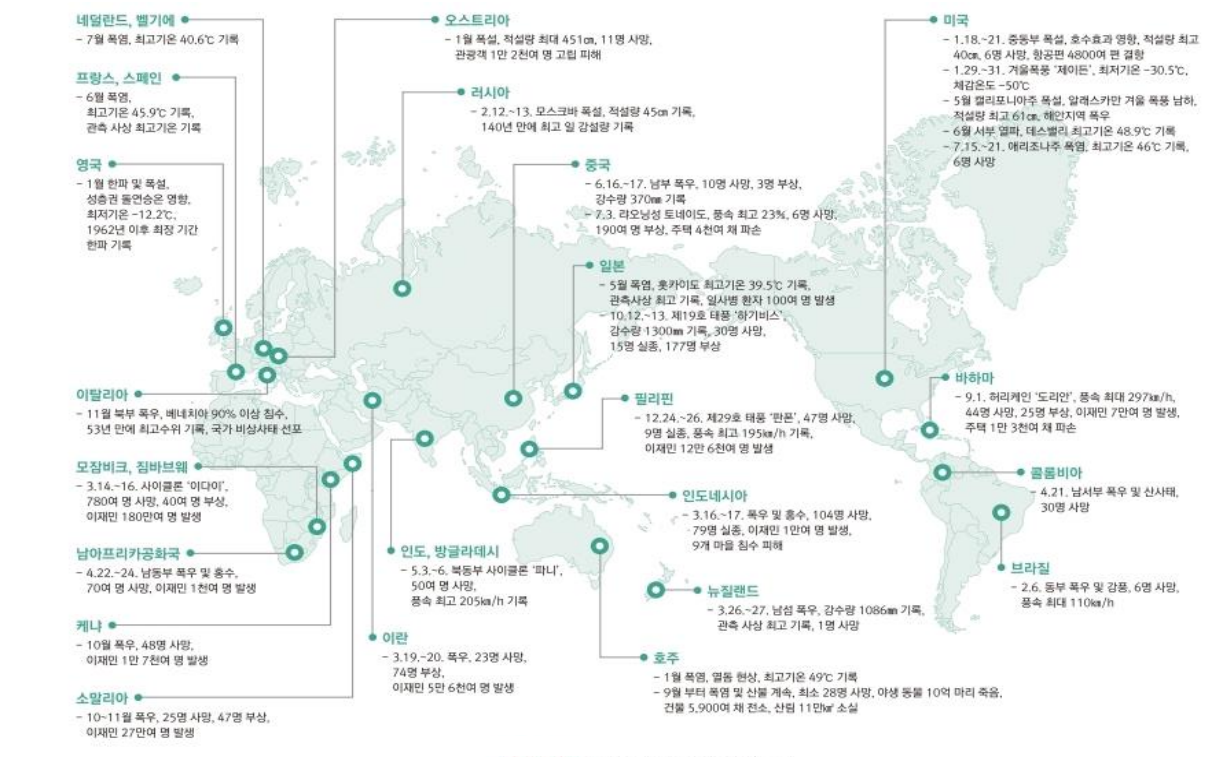 네덜란드, 벨기에
- 7월 폭염, 최고기온 40.6℃ 기록
프랑스, 스페인
- 6월 폭염,
최고기온 45.9℃ 기록,
관측 사상 최고기온 기록
영국
- 1월 한파 및 폭설,
성층권 돌연승온 영향,
최저기온 -12.2℃,
1962년 이후 최장 기간
한파 기록
이탈리아
- 11월 북부 폭우, 베네치아 90% 이상 침수,
53년 만에 최고수위 기록, 국가 비상사태 선포
모잠비크, 짐바브웨
- 3.14.~16. 사이클론 ‘이다이’,
780여 명 사망, 40여 명 부상,
이재민 180만여 명 발생
남아프리카공화국
- 4.22.~24. 남동부 폭우 및 홍수,
70여 명 사망, 이재민 1천여 명 발생
케냐
- 10월 폭우, 48명 사망,
이재민 1만 7천여 명 발생
소말리아
- 10~11월 폭우, 25명 사망, 47명 부상,
이재민 27만여 명 발생
오스트리아
- 1월 폭설, 적설량 최대 451㎝, 11명 사망,
관광객 1만 2천여 명 고립 피해
러시아
- 2.12.~13. 모스크바 폭설, 적설량 45㎝ 기록,
140년 만에 최고 일 강설량 기록
중국
- 6.16.~17. 남부 폭우, 10명 사망, 3명 부상,
강수량 370㎜ 기록
- 7.3. 랴오닝성 토네이도, 풍속 최고 23%, 6명 사망,
190여 명 부상, 주택 4천여 채 파손
일본
- 5월 폭염, 홋카이도 최고기온 39.5℃ 기록,
관측사상 최고 기록, 일사병 환자 100여 명 발생
- 10.12.~13. 제19호 태풍 ‘하기비스’,
강수량 1300㎜ 기록, 30명 사망,
15명 실종, 177명 부상
필리핀
- 12.24.~26. 제29호 태풍 ‘판폰’, 47명 사망,
9명 실종, 풍속 최고 195㎞/h 기록,
이재민 12만 6천여 명 발생
인도네시아
- 3.16.~17. 폭우 및 홍수, 104명 사망,
79명 실종, 이재민 1만여 명 발생,
9개 마을 침수 피해
인도, 방글라데시
- 5.3.~6. 북동부 사이클론 ‘파니’,
50여 명 사망,
풍속 최고 205㎞/h 기록
이란
- 3.19.~20. 폭우, 23명 사망,
74명 부상,
이재민 5만 6천여 명 발생
뉴질랜드
- 3.26.~27. 남섬 폭우, 강수량 1086㎜ 기록,
관측 사상 최고 기록, 1명 사망
호주
- 1월 폭염, 열돔 현상, 최고기온 49℃ 기록
- 9월 부터 폭염 및 산불 계속, 최소 28명 사망, 야생 동물 10억 마리 죽음,
건물 5,900여 채 전소, 산림 11만㎢ 소실
미국
- 1.18.~21. 중동부 폭설, 호수효과 영향, 적설량 최고
40㎝, 6명 사망, 항공편 4800여 편 결항
- 1.29.~31. 겨울폭풍 ‘제이든’, 최저기온 -30.5℃,
체감온도 -50℃
- 5월 캘리포니아주 폭설, 알래스카만 겨울 폭풍 남하,
적설량 최고 61㎝, 해안지역 폭우
- 6월 서부 열파, 데스밸리 최고기온 48.9℃ 기록
- 7.15.~21. 애리조나주 폭염, 최고기온 46℃ 기록,
6명 사망
바하마
- 9.1. 허리케인 ‘도리안’, 풍속 최대 297㎞/h,
44명 사망, 25명 부상, 이재민 7만여 명 발생,
주택 1만 3천여 채 파손
콜롬비아
- 4.21. 남서부 폭우 및 산사태,
30명 사망
브라질
- 2.6. 동부 폭우 및 강풍, 6명 사망,
풍속 최대 110㎞/h